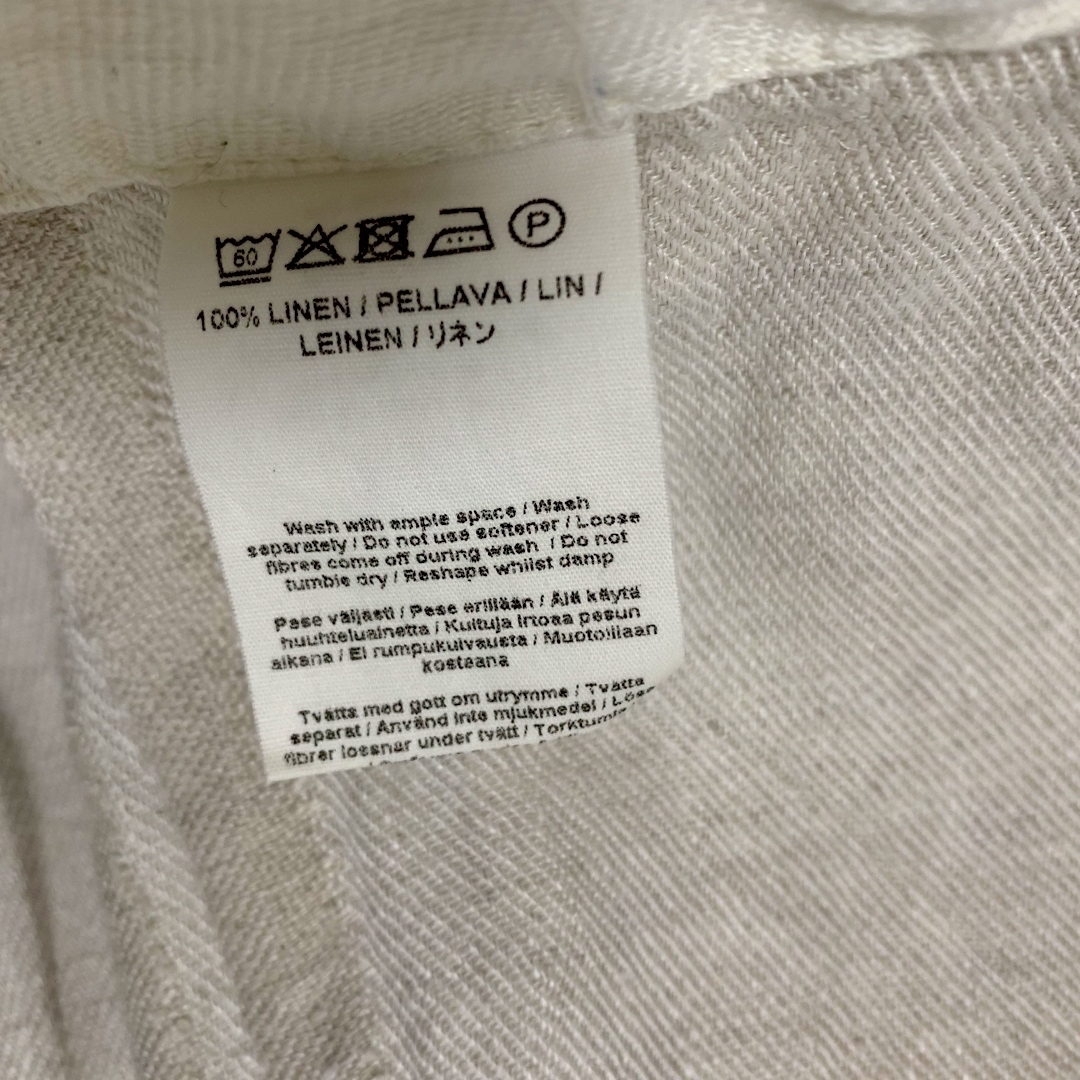 60 P
100% LINEN / PELLAVA / LIN /
LEINEN / リネン
Wash with ample space / Wash
separately / Do not use softener / Loose
fibres come off during wash / Do not
tumble dry / Reshape whilst damp
Pese väljästi / Pese erillään / Älä käytä
huuhteluainetta / Kuituja irtoaa pesun
aikana / Ei rumpukuivausta / Muotoillaan
kosteana
Tvätta med gott om utrymme / Tvätta
separat / Använd inte mjukmedel / Lösa
fibrer lossnar under tvätt /